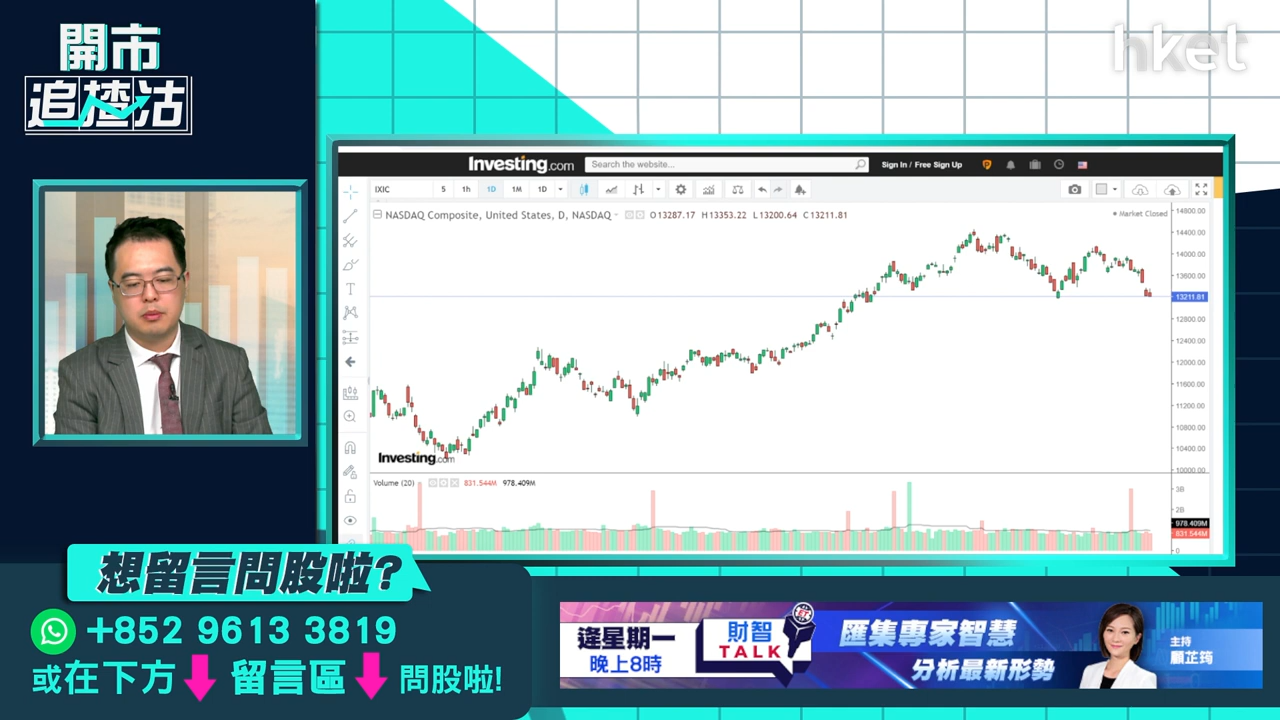 開市
追揸沽
hket
Investing.com
Search the website...
Sign In / Free Sign Up
IXIC
5
1h
1D
1M
1D
NASDAQ Composite, United States, D, NASDAQ
O13287.17 H13353.22 L13200.64 C13211.81
Market Closed
14800.00
14400.00
14000.00
13600.00
13211.81
12800.00
12400.00
12000.00
11600.00
11200.00
10800.00
10400.00
10000.00
Investing.com
Volume (20)
831.544M
978.409M
3B
2B
978.409M
831.544M
0
想留言問股啦?
+852 9613 3819
或在下方
留言區
問股啦!
逢星期一
晚上8時
財智
TALK
匯集專家智慧
分析最新形勢
主持
顧芷筠